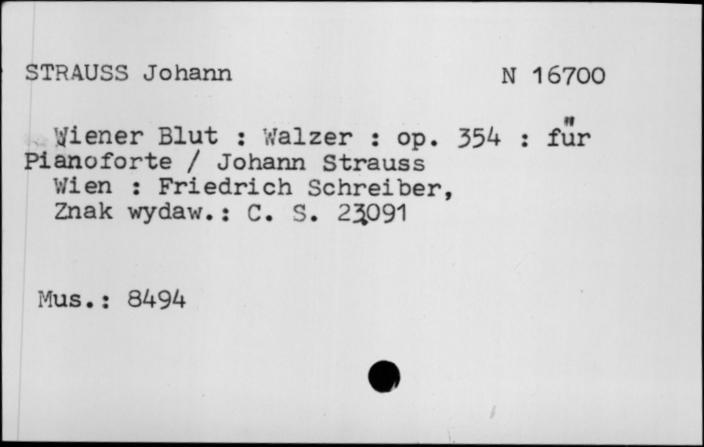 STRAUSS Johann N 16700
Wiener Blut : Walzer : op. 354 : für
Pianoforte / Johann Strauss
Wien : Friedrich Schreiber,
Znak wydaw.: C. S. 23091
Mus.: 8494